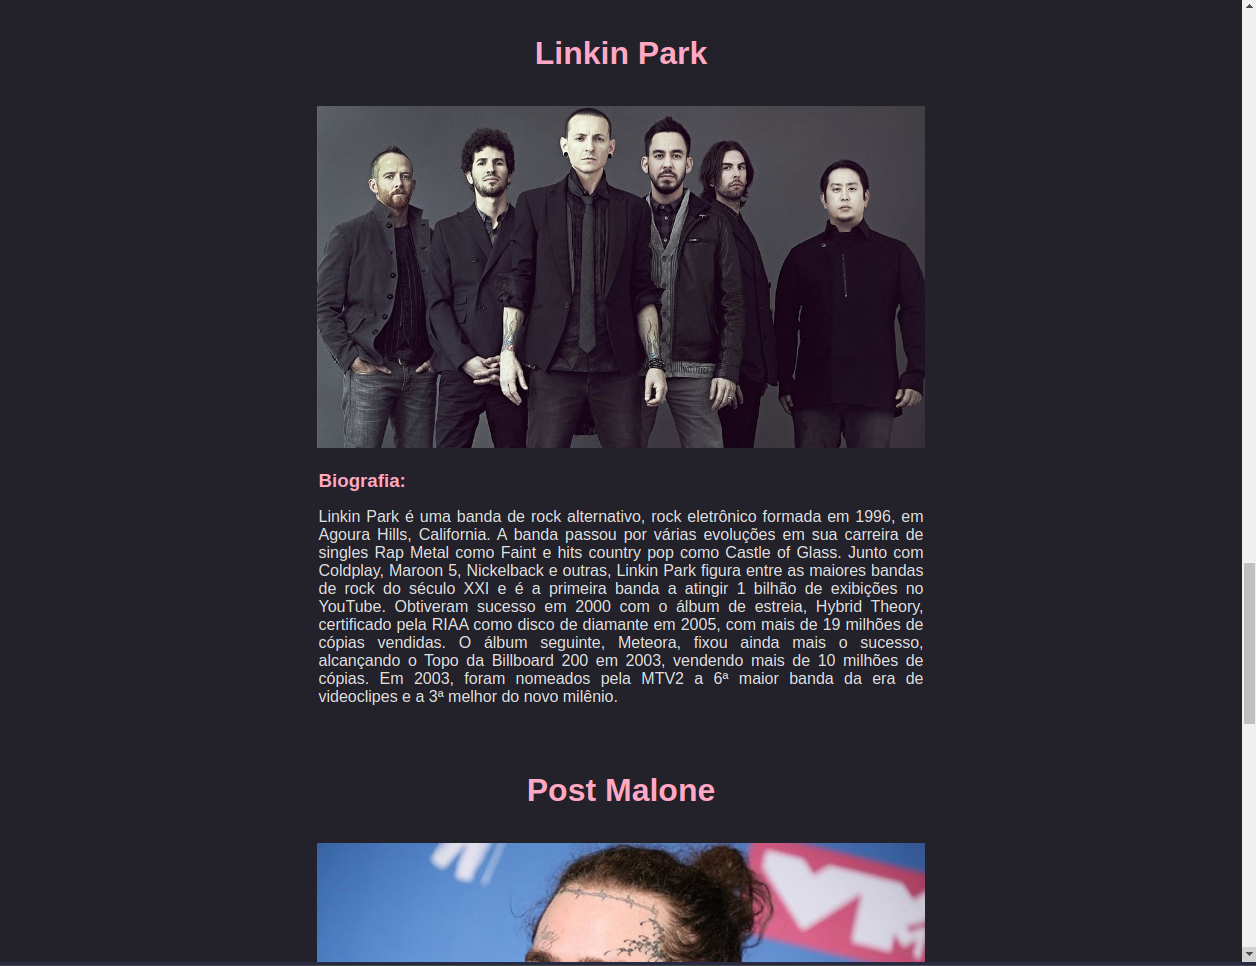 Linkin Park
Biografia:
Linkin Park é uma banda de rock alternativo, rock eletrônico formada em 1996, em
Agoura Hills, California. A banda passou por várias evoluções em sua carreira de
singles Rap Metal como Faint e hits country pop como Castle of Glass. Junto com
Coldplay, Maroon 5, Nickelback e outras, Linkin Park figura entre as maiores bandas
de rock do século XXI e é a primeira banda a atingir 1 bilhão de exibições no
YouTube. Obtiveram sucesso em 2000 com o álbum de estreia, Hybrid Theory,
certificado pela RIAA como disco de diamante em 2005, com mais de 19 milhões de
cópias vendidas. O álbum seguinte, Meteora, fixou ainda mais o sucesso,
alcançando o Topo da Billboard 200 em 2003, vendendo mais de 10 milhões de
cópias. Em 2003, foram nomeados pela MTV2 a 6ª maior banda da era de
videoclipes e a 3ª melhor do novo milênio.
Post Malone
VM